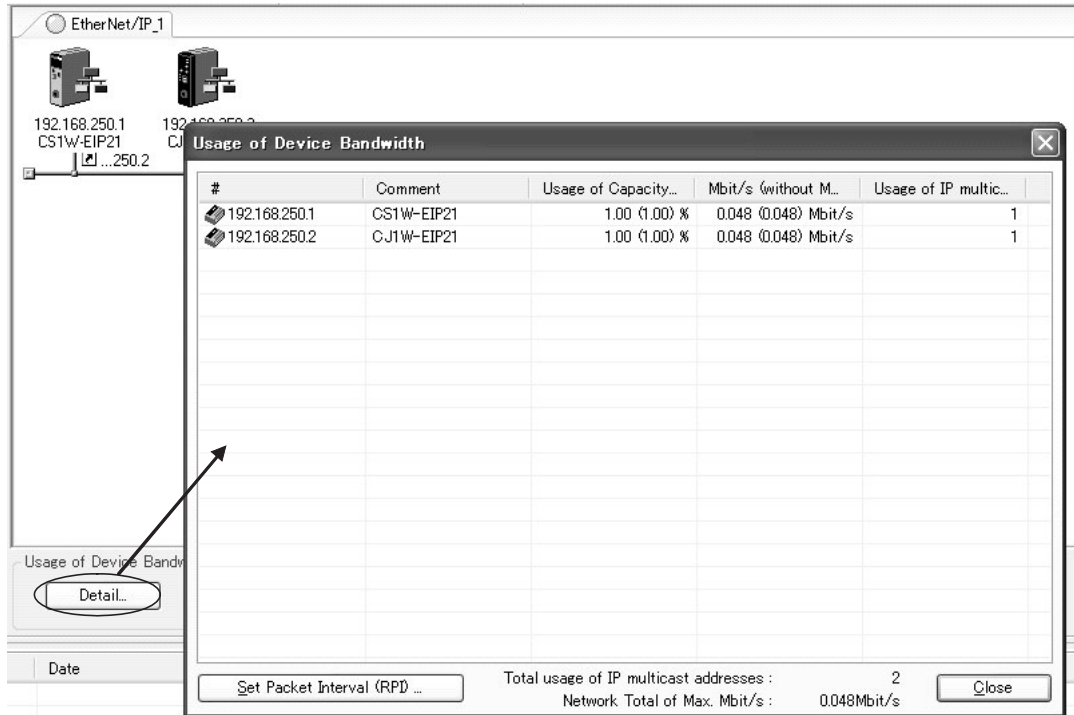 EtherNet/IP_1
192.168.250.1
CS1W-EIP21
CJ
...250.2
Usage of Device Bandwidth
# Comment Usage of Capacity... Mbit/s (without M... Usage of IP multic...
192.168.250.1 CS1W-EIP21 1.00 (1.00) % 0.048 (0.048) Mbit/s 1
192.168.250.2 CJ1W-EIP21 1.00 (1.00) % 0.048 (0.048) Mbit/s 1
Usage of Device Bandw
Detail...
Date
Set Packet Interval (RPI) ...
Total usage of IP multicast addresses : 2
Network Total of Max. Mbit/s : 0.048Mbit/s
Close